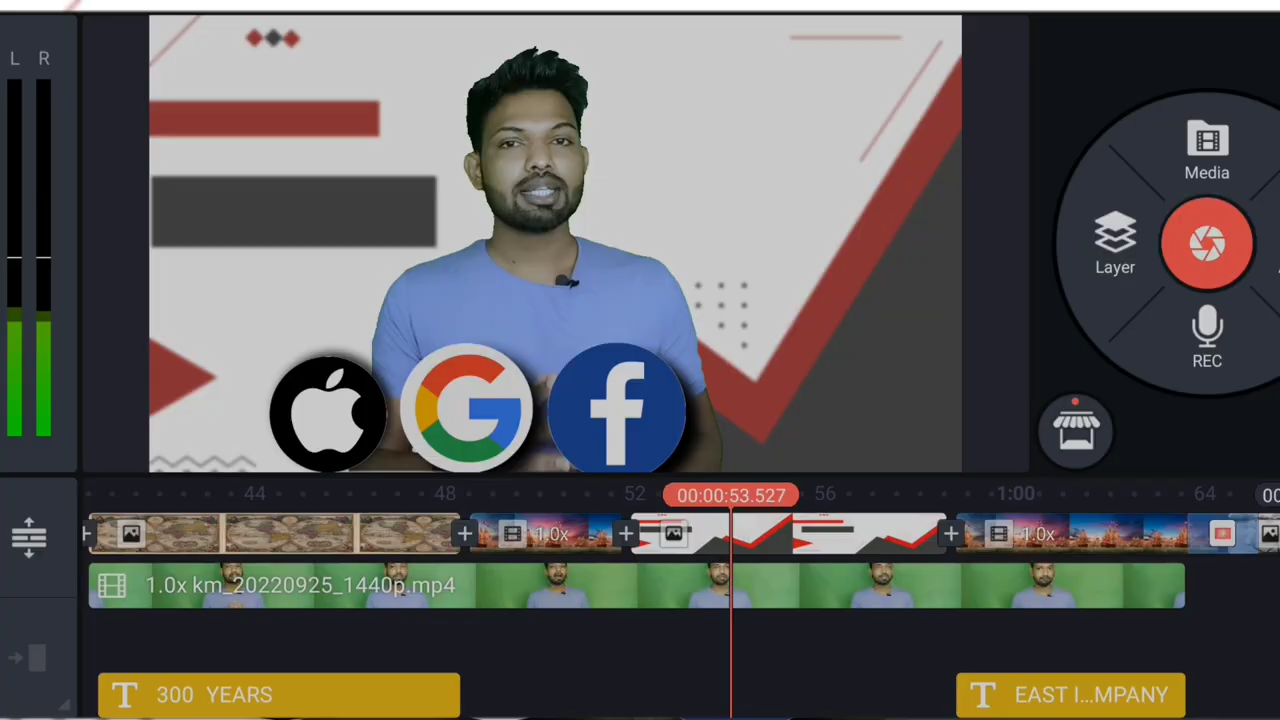 L R
Media
Layer
REC
44 48 52 00:00:53.527 56 1:00 64 00
1.0x 1.0x
1.0x km_20220925_1440p.mp4
300 YEARS EAST I...MPANY